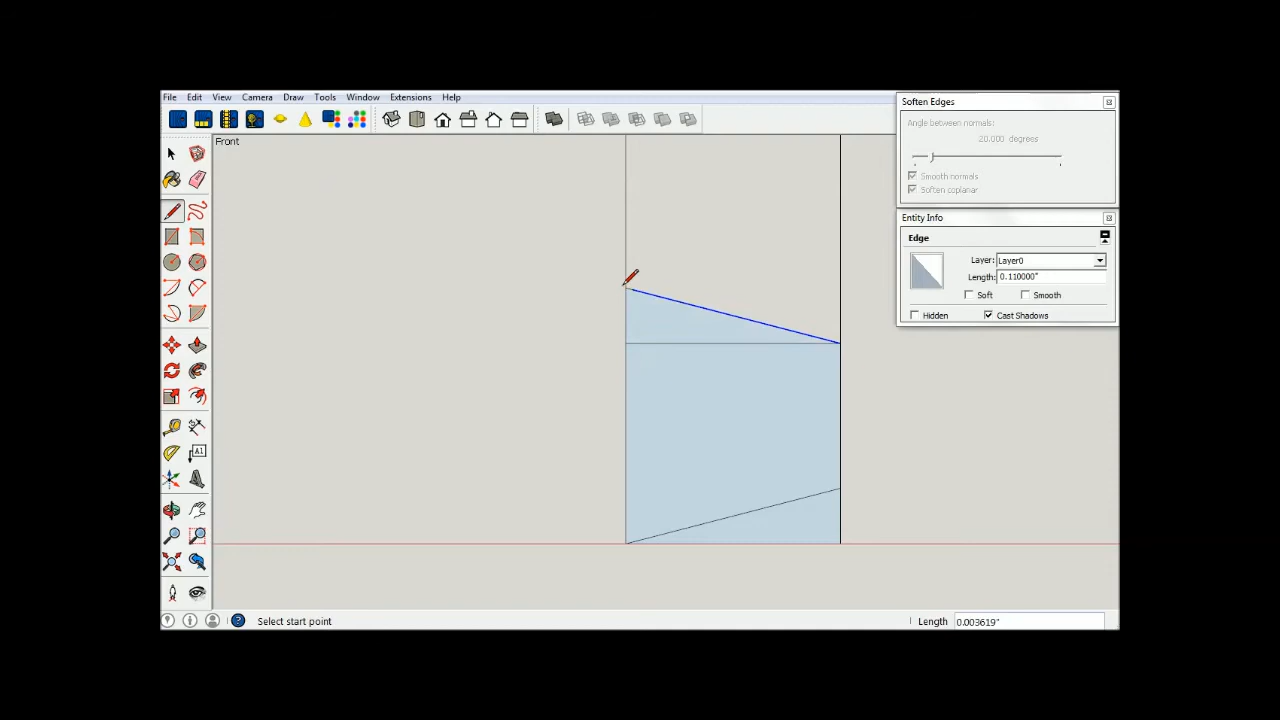 File Edit View Camera Draw Tools Window Extensions Help
Front
Soften Edges
Angle between normals:
20.000 degrees
Smooth normals
Soften coplanar
Entity Info
Edge
Layer: Layer0
Length: 0.110000"
Soft Smooth
Hidden Cast Shadows
A1
Select start point
Length 0.003619"